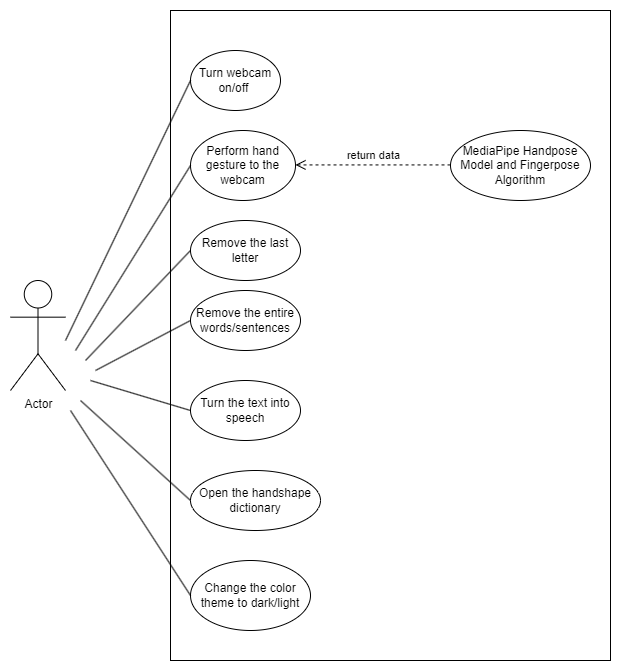 Turn webcam
on/off
Perform hand
gesture to the
webcam
return data
MediaPipe Handpose
Model and Fingerpose
Algorithm
Remove the last
letter
Remove the entire
words/sentences
Actor
Turn the text into
speech
Open the handshape
dictionary
Change the color
theme to dark/light